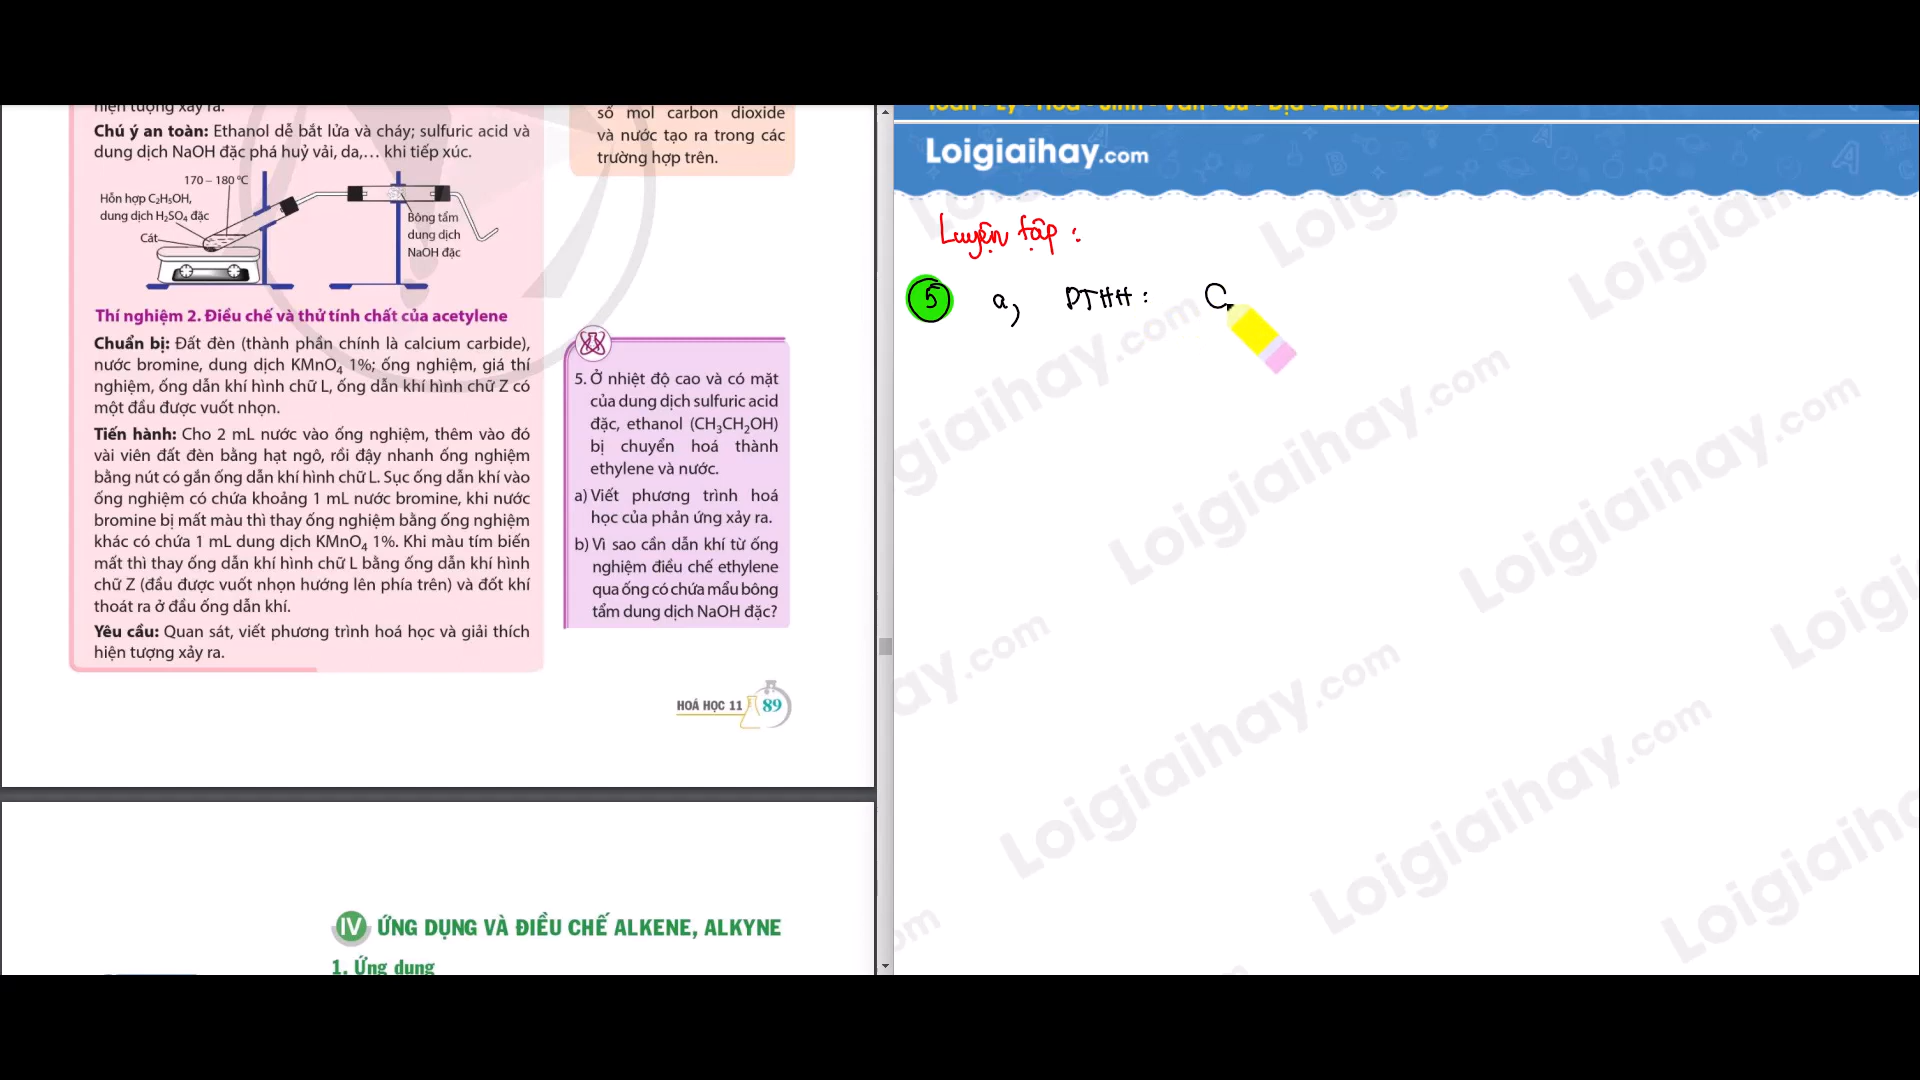 hiện tượng xảy ra.
Chú ý an toàn: Ethanol dễ bắt lửa và cháy; sulfuric acid và
dung dịch NaOH đặc phá huỷ vải, da,… khi tiếp xúc.
170 – 180 °C
Hỗn hợp C₂H₅OH,
dung dịch H₂SO₄ đặc
Cát
Bông tẩm
dung dịch
NaOH đặc
Thí nghiệm 2. Điều chế và thử tính chất của acetylene
Chuẩn bị: Đất đèn (thành phần chính là calcium carbide),
nước bromine, dung dịch KMnO₄ 1%; ống nghiệm, giá thí
nghiệm, ống dẫn khí hình chữ L, ống dẫn khí hình chữ Z có
một đầu được vuốt nhọn.
Tiến hành: Cho 2 mL nước vào ống nghiệm, thêm vào đó
vài viên đất đèn bằng hạt ngô, rồi đậy nhanh ống nghiệm
bằng nút có gắn ống dẫn khí hình chữ L. Sục ống dẫn khí vào
ống nghiệm có chứa khoảng 1 mL nước bromine, khi nước
bromine bị mất màu thì thay ống nghiệm bằng ống nghiệm
khác có chứa 1 mL dung dịch KMnO₄ 1%. Khi màu tím biến
mất thì thay ống dẫn khí hình chữ L bằng ống dẫn khí hình
chữ Z (đầu được vuốt nhọn hướng lên phía trên) và đốt khí
thoát ra ở đầu ống dẫn khí.
Yêu cầu: Quan sát, viết phương trình hoá học và giải thích
hiện tượng xảy ra.
số mol carbon dioxide
và nước tạo ra trong các
trường hợp trên.
5. Ở nhiệt độ cao và có mặt
của dung dịch sulfuric acid
đặc, ethanol (CH₃CH₂OH)
bị chuyển hoá thành
ethylene và nước.
a) Viết phương trình hoá
học của phản ứng xảy ra.
b) Vì sao cần dẫn khí từ ống
nghiệm điều chế ethylene
qua ống có chứa mẩu bông
tẩm dung dịch NaOH đặc?
HOÁ HỌC 11 89
IV ỨNG DỤNG VÀ ĐIỀU CHẾ ALKENE, ALKYNE
1. Ứng dụng
Toán - Lý - Hóa - Sinh - Văn - Sử - Địa - Anh - GDCD
Loigiaihay.com
Luyện tập :
5 a, PTHH : C